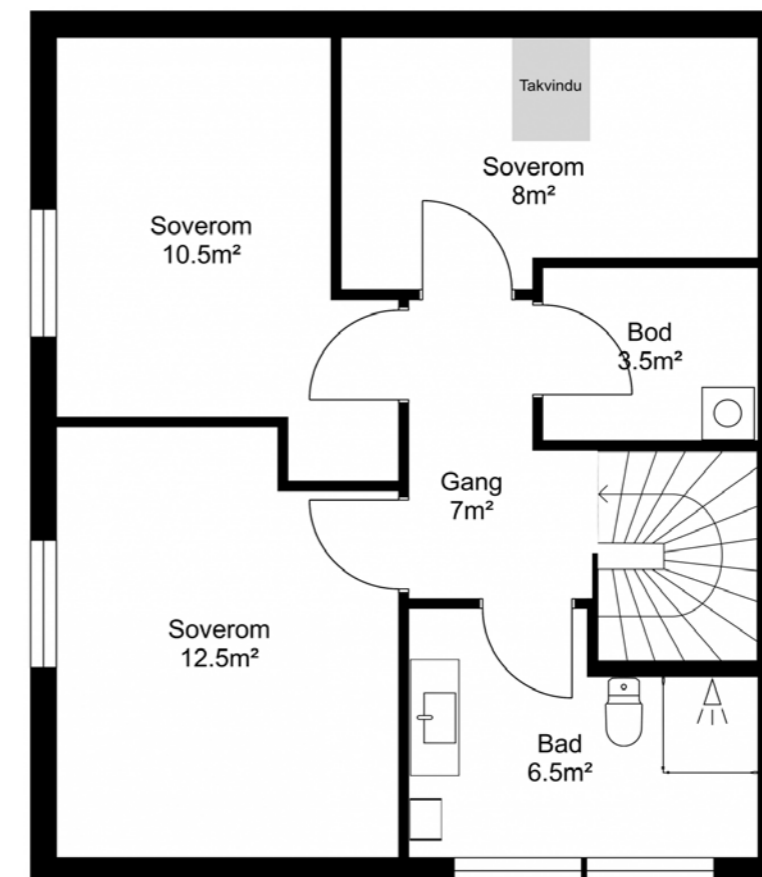 Takvindu
Soverom
8m²
Soverom
10.5m²
Bod
3.5m²
Gang
7m²
Soverom
12.5m²
Bad
6.5m²